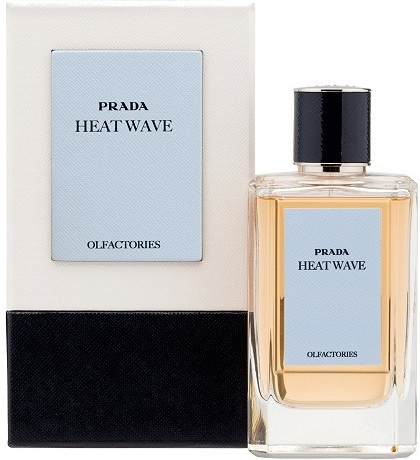 PRADA
HEAT WAVE
OLFACTORIES
PRADA
HEAT WAVE
OLFACTORIES